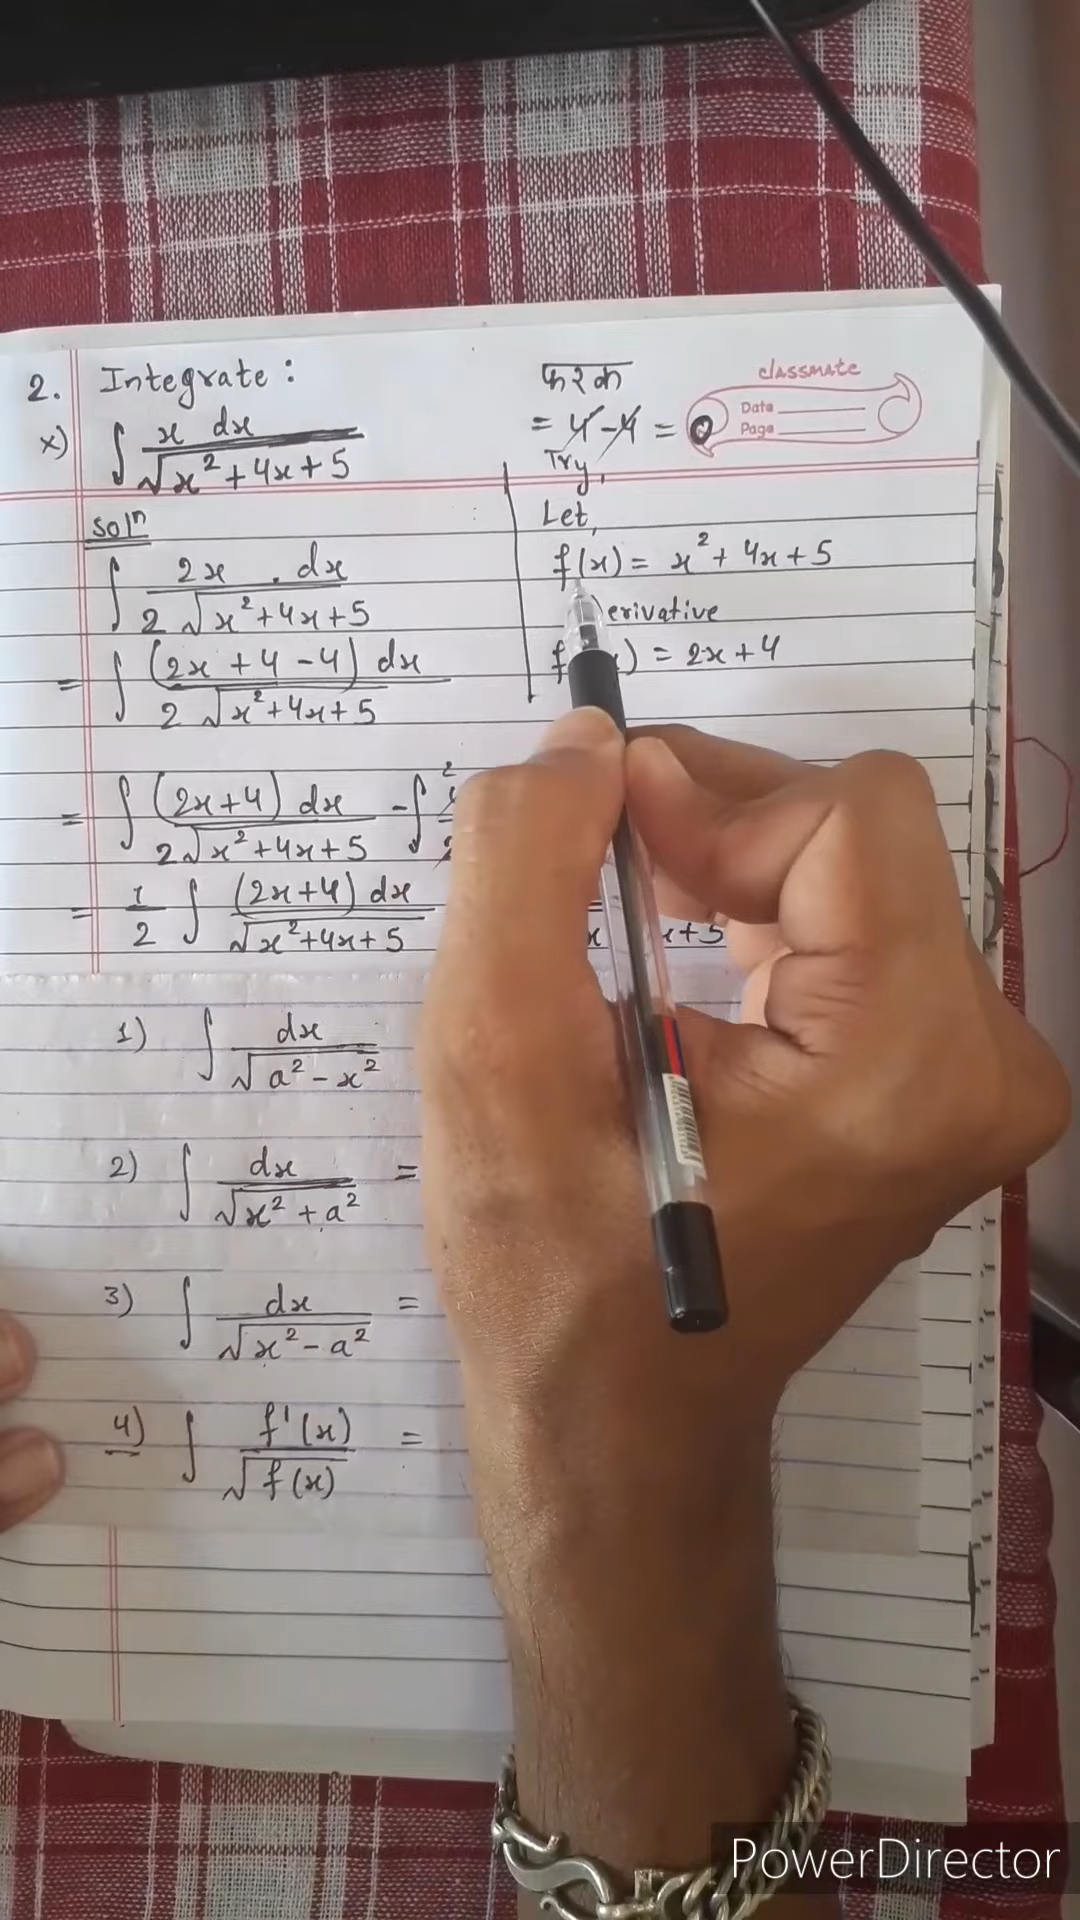 2. Integrate :
x) ∫ x dx / √x² + 4x + 5
फरक
= 4 - 4 = 0
classmate
Date
Page
Try,
Let,
f(x) = x² + 4x + 5
erivative
f x) = 2x + 4
Solⁿ
∫ 2x . dx / 2 √x² + 4x + 5
= ∫ (2x + 4 - 4) dx / 2 √x² + 4x + 5
= ∫ (2x + 4) dx / 2 √x² + 4x + 5 - ∫
= 1/2 ∫ (2x + 4) dx / √x² + 4x + 5
x x + 5
1) ∫ dx / √a² - x²
2) ∫ dx / √x² + a² =
3) ∫ dx / √x² - a² =
4) ∫ f'(x) / √f(x) =
PowerDirector